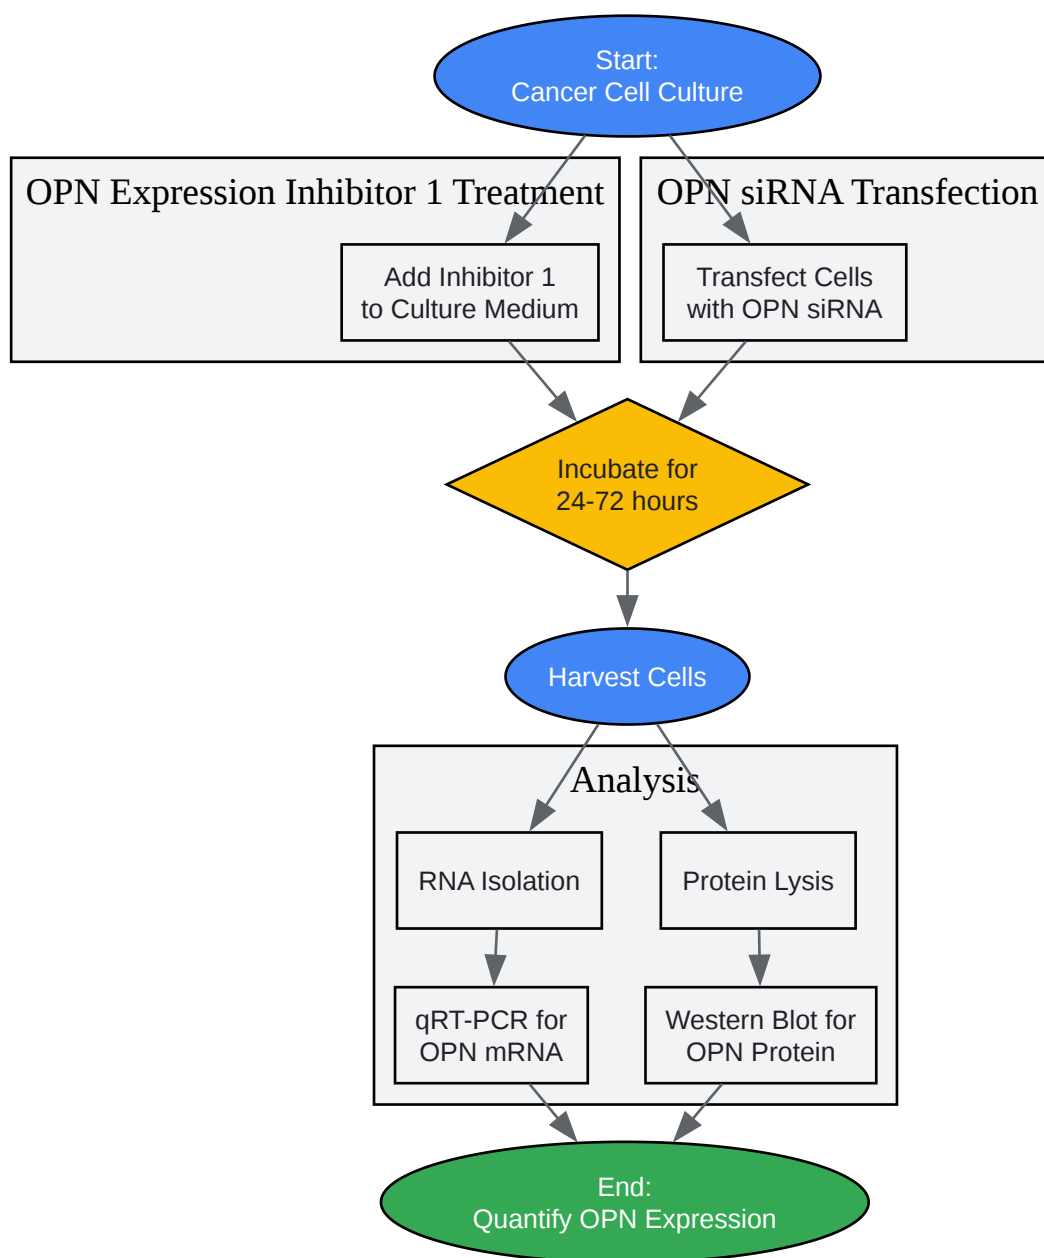 Start:
Cancer Cell Culture
OPN Expression Inhibitor 1 Treatment
OPN siRNA Transfection
Add Inhibitor 1
to Culture Medium
Transfect Cells
with OPN siRNA
Incubate for
24-72 hours
Harvest Cells
Analysis
RNA Isolation
Protein Lysis
qRT-PCR for
OPN mRNA
Western Blot for
OPN Protein
End:
Quantify OPN Expression